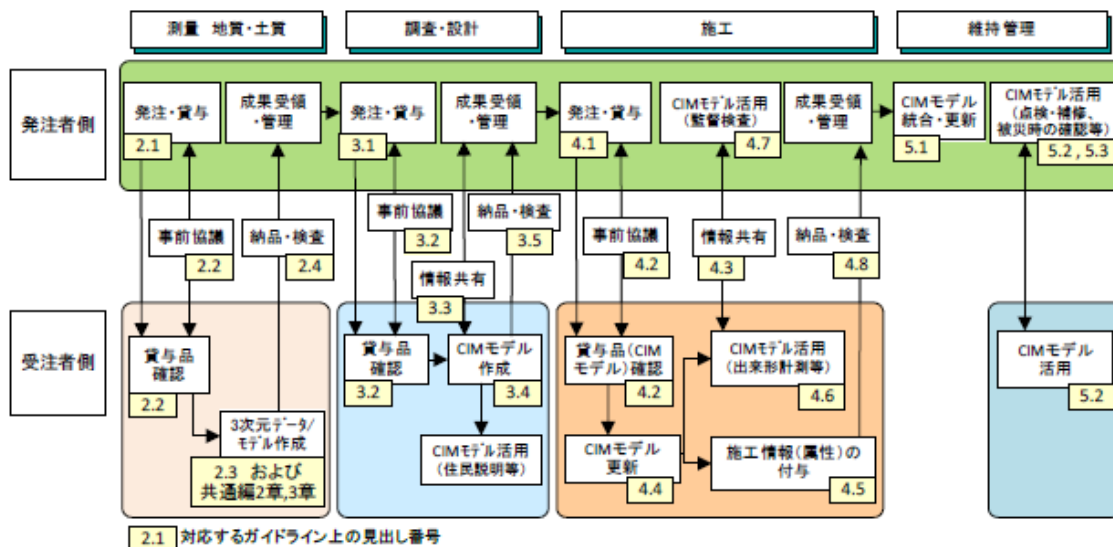 測量 地質・土質
調査・設計
施工
維持管理
発注者側
発注・貸与
2.1
成果受領
・管理
発注・貸与
3.1
成果受領
・管理
発注・貸与
4.1
CIMモデル活用
(監督検査)
4.7
成果受領
・管理
CIMモデル
統合・更新
5.1
CIMモデル活用
(点検・補修、
被災時の確認等)
5.2 , 5.3
事前協議
2.2
納品・検査
2.4
事前協議
3.2
納品・検査
3.5
情報共有
3.3
事前協議
4.2
情報共有
4.3
納品・検査
4.8
受注者側
貸与品
確認
2.2
3次元データ/
モデル作成
2.3 および
共通編2章,3章
貸与品
確認
3.2
CIMモデル
作成
3.4
CIMモデル活用
(住民説明等)
貸与品(CIM
モデル)確認
4.2
CIMモデル
更新
4.4
CIMモデル活用
(出来形計測等)
4.6
施工情報(属性)の
付与
4.5
CIMモデル
活用
5.2
2.1 対応するガイドライン上の見出し番号